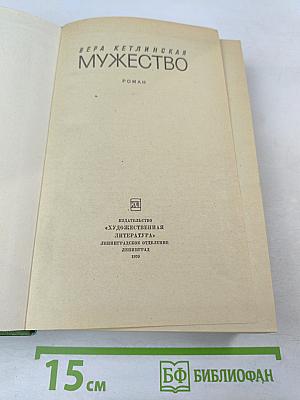 ВЕРА КЕТЛИНСКАЯ
МУЖЕСТВО
РОМАН
ИЗДАТЕЛЬСТВО
«ХУДОЖЕСТВЕННАЯ
ЛИТЕРАТУРА»
ЛЕНИНГРАДСКОЕ ОТДЕЛЕНИЕ
ЛЕНИНГРАД
15 см
БФ БИБЛИОФАН